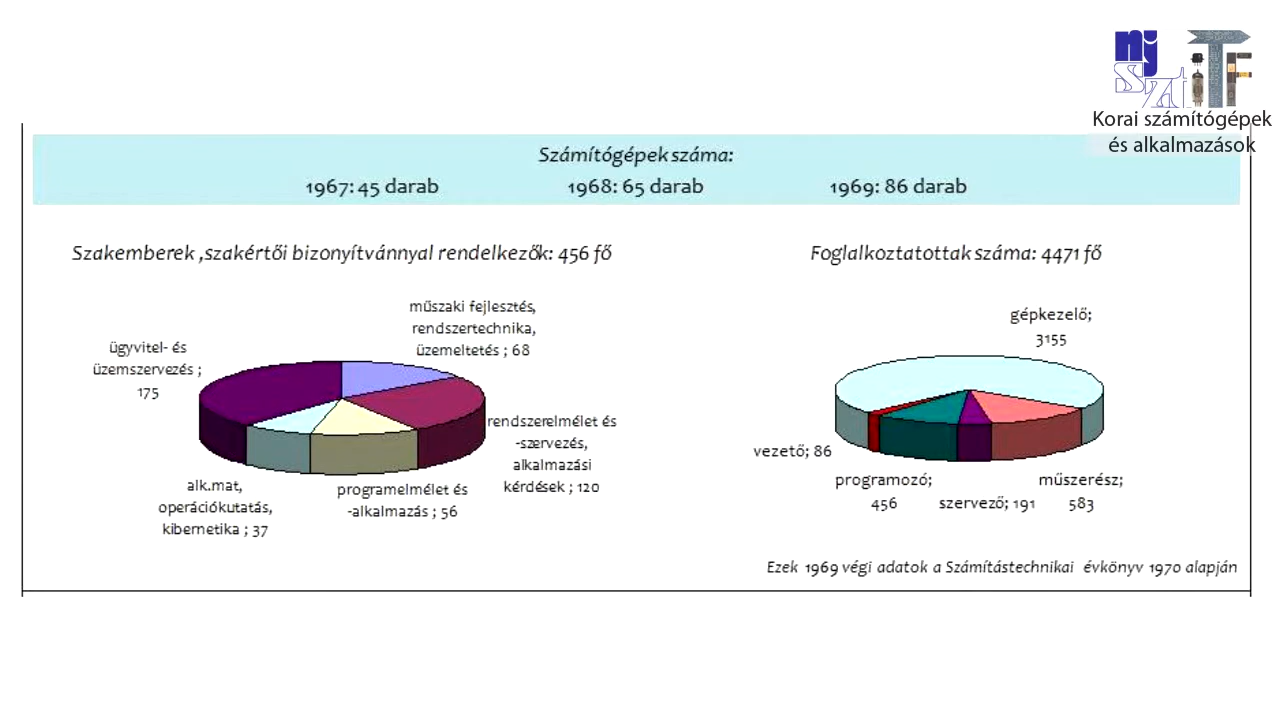 njszt iTF
Korai számítógépek
és alkalmazások
Számítógépek száma:
1967: 45 darab 1968: 65 darab 1969: 86 darab
Szakemberek ,szakértői bizonyítvánnyal rendelkezők: 456 fő
műszaki fejlesztés,
rendszertechnika,
üzemeltetés ; 68
ügyvitel- és
üzemszervezés ;
175
rendszerelmélet és
-szervezés,
alkalmazási
kérdések ; 120
alk.mat,
operációkutatás,
kibernetika ; 37
programelmélet és
-alkalmazás ; 56
Foglalkoztatottak száma: 4471 fő
gépkezelő;
3155
vezető; 86
programozó;
456
szervező; 191
műszerész;
583
Ezek 1969 végi adatok a Számítástechnikai évkönyv 1970 alapján